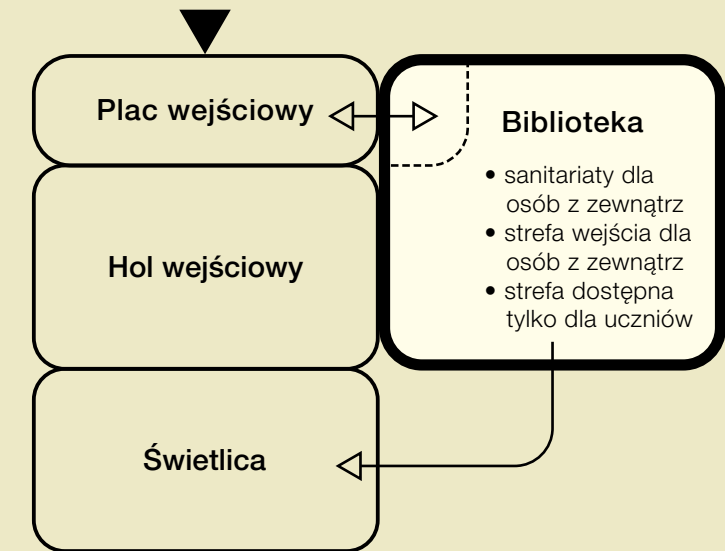 Plac wejściowy
Biblioteka
• sanitariaty dla
osób z zewnątrz
• strefa wejścia dla
osób z zewnątrz
• strefa dostępna
tylko dla uczniów
Hol wejściowy
Świetlica